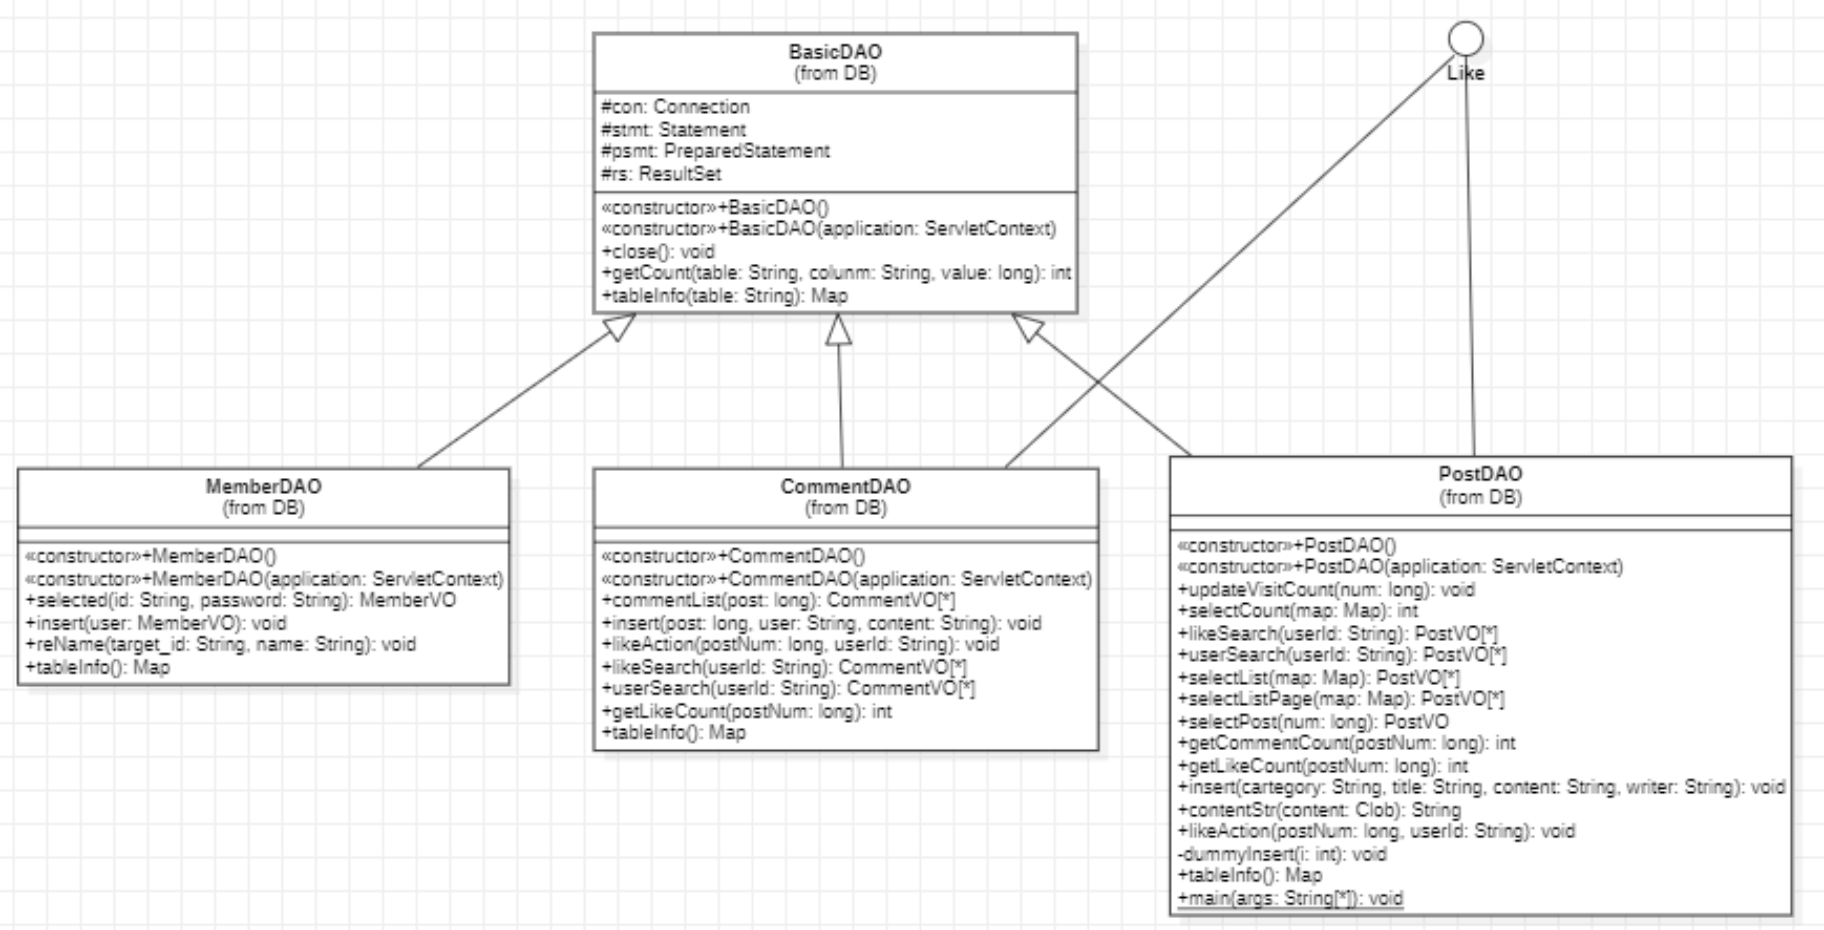 BasicDAO
(from DB)
#con: Connection
#stmt: Statement
#psmt: PreparedStatement
#rs: ResultSet
«constructor»+BasicDAO()
«constructor»+BasicDAO(application: ServletContext)
+close(): void
+getCount(table: String, colunm: String, value: long): int
+tableInfo(table: String): Map
Like
MemberDAO
(from DB)
«constructor»+MemberDAO()
«constructor»+MemberDAO(application: ServletContext)
+selected(id: String, password: String): MemberVO
+insert(user: MemberVO): void
+reName(target_id: String, name: String): void
+tableInfo(): Map
CommentDAO
(from DB)
«constructor»+CommentDAO()
«constructor»+CommentDAO(application: ServletContext)
+commentList(post: long): CommentVO[*]
+insert(post: long, user: String, content: String): void
+likeAction(postNum: long, userId: String): void
+likeSearch(userId: String): CommentVO[*]
+userSearch(userId: String): CommentVO[*]
+getLikeCount(postNum: long): int
+tableInfo(): Map
PostDAO
(from DB)
«constructor»+PostDAO()
«constructor»+PostDAO(application: ServletContext)
+updateVisitCount(num: long): void
+selectCount(map: Map): int
+likeSearch(userId: String): PostVO[*]
+userSearch(userId: String): PostVO[*]
+selectList(map: Map): PostVO[*]
+selectListPage(map: Map): PostVO[*]
+selectPost(num: long): PostVO
+getCommentCount(postNum: long): int
+getLikeCount(postNum: long): int
+insert(cartegory: String, title: String, content: String, writer: String): void
+contentStr(content: Clob): String
+likeAction(postNum: long, userId: String): void
-dummyInsert(i: int): void
+tableInfo(): Map
+main(args: String[*]): void